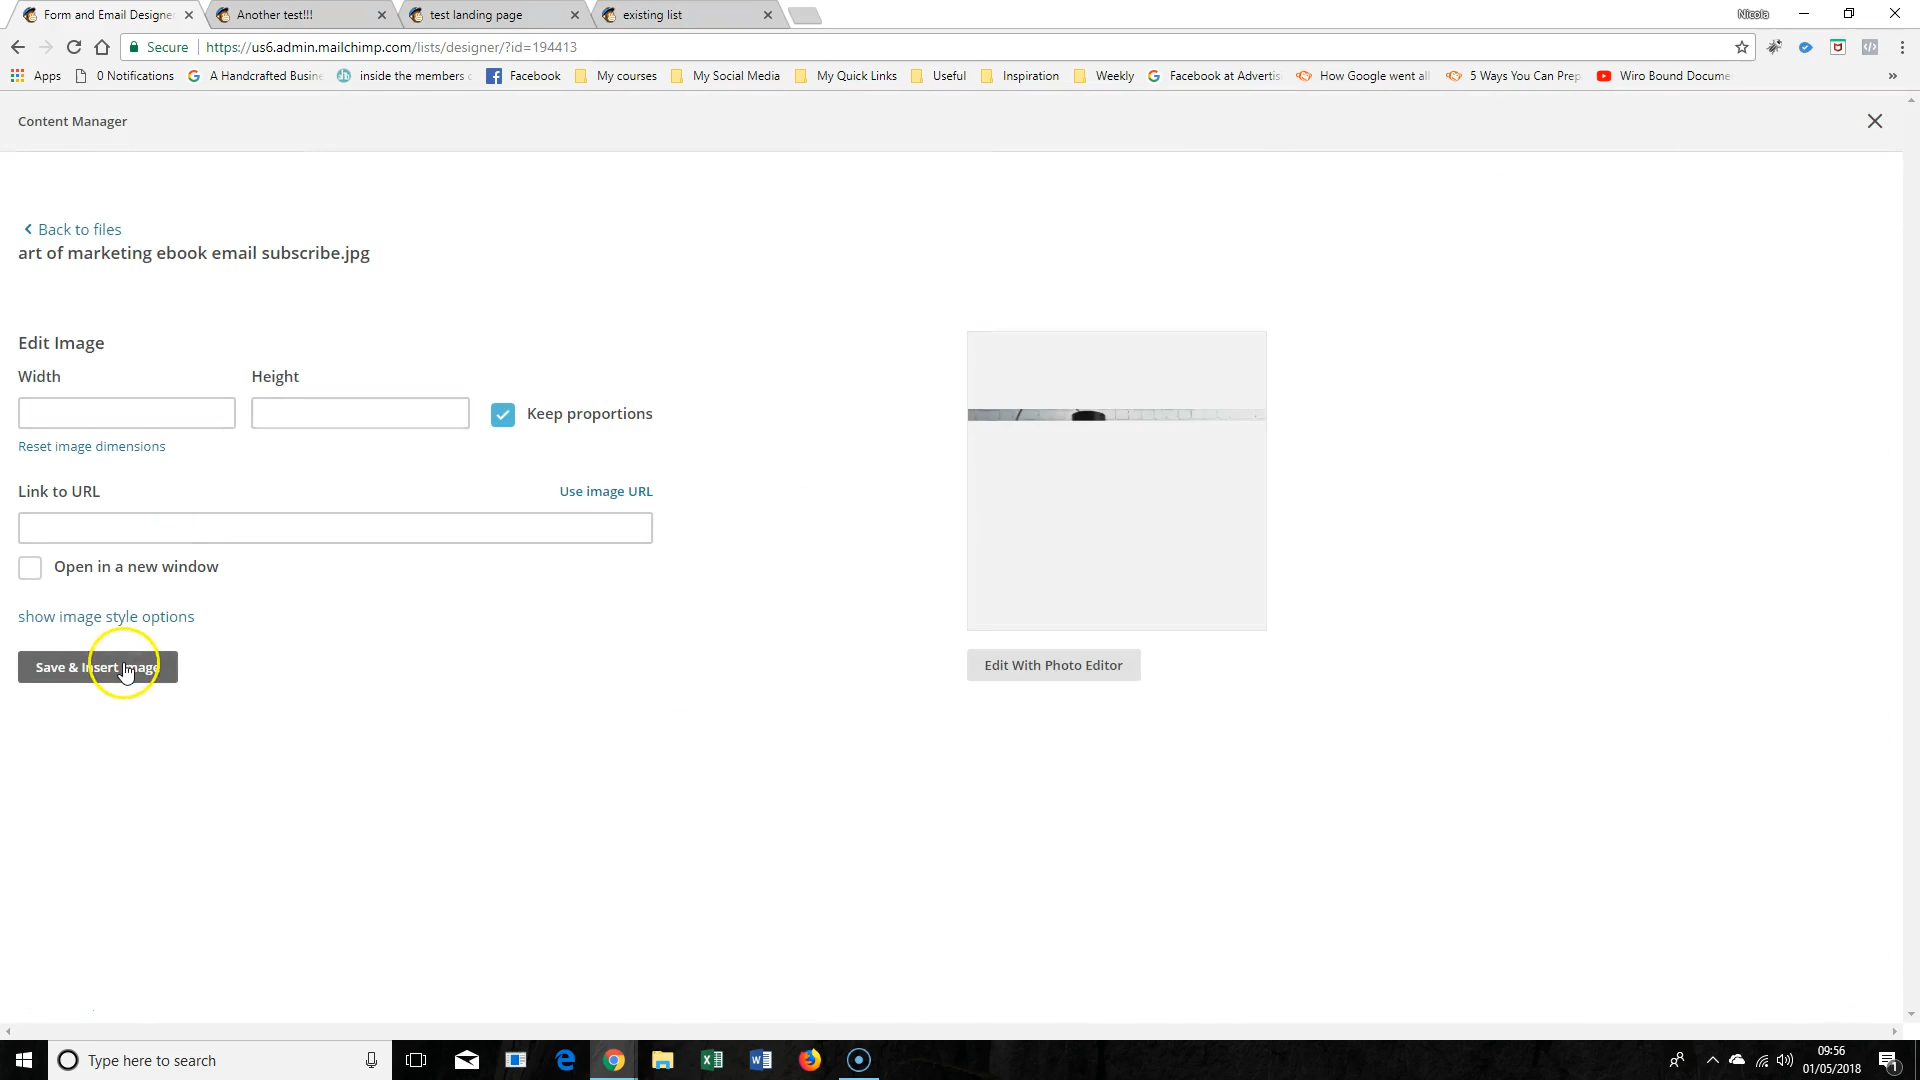 Form and Email Designe
Another test!!!
test landing page
existing list
Nicola
Secure
https://us6.admin.mailchimp.com/lists/designer/?id=194413
Apps
0 Notifications
A Handcrafted Busine
inside the members c
Facebook
My courses
My Social Media
My Quick Links
Useful
Inspiration
Weekly
Facebook at Advertis
How Google went all
5 Ways You Can Prep
Wiro Bound Docume
Content Manager
Back to files
art of marketing ebook email subscribe.jpg
Edit Image
Width
Height
Keep proportions
Reset image dimensions
Link to URL
Use image URL
Open in a new window
show image style options
Save & Insert Image
Edit With Photo Editor
Type here to search
09:56
01/05/2018
1